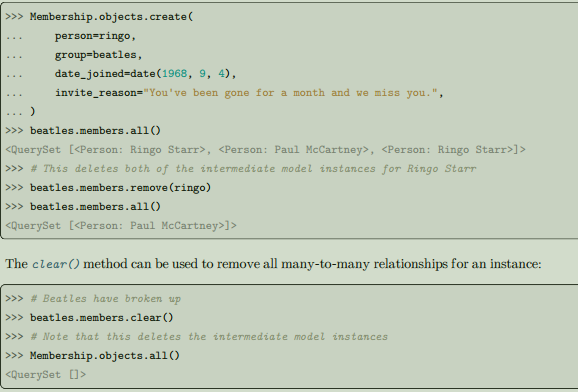 >>> Membership.objects.create(
...     person=ringo,
...     group=beatles,
...     date_joined=date(1968, 9, 4),
...     invite_reason="You've been gone for a month and we miss you.",
... )
>>> beatles.members.all()
<QuerySet [<Person: Ringo Starr>, <Person: Paul McCartney>, <Person: Ringo Starr>]>
>>> # This deletes both of the intermediate model instances for Ringo Starr
>>> beatles.members.remove(ringo)
>>> beatles.members.all()
<QuerySet [<Person: Paul McCartney>]>
The clear() method can be used to remove all many-to-many relationships for an instance:
>>> # Beatles have broken up
>>> beatles.members.clear()
>>> # Note that this deletes the intermediate model instances
>>> Membership.objects.all()
<QuerySet []>